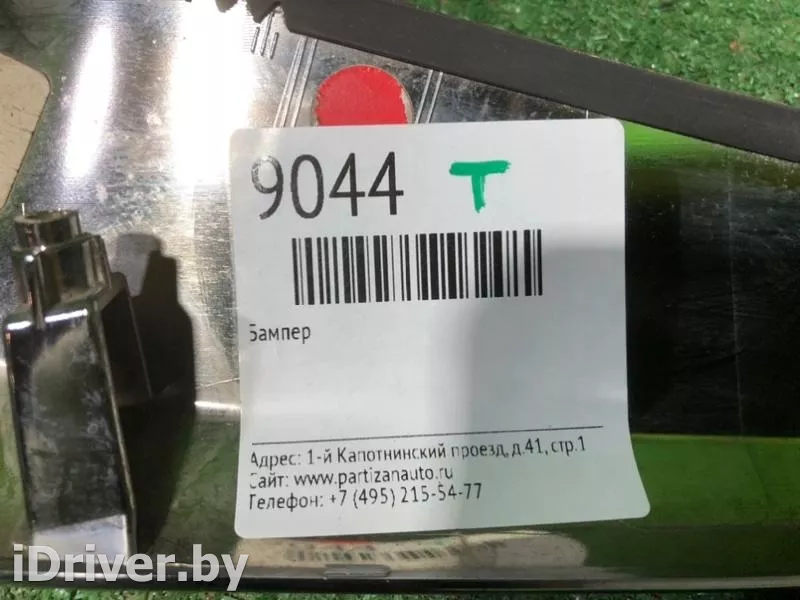 9044 T
Бампер
Адрес: 1-й Капотнинский проезд, д.41, стр.1
Сайт: www.partizanauto.ru
Телефон: +7 (495) 215-54-77
iDriver.by